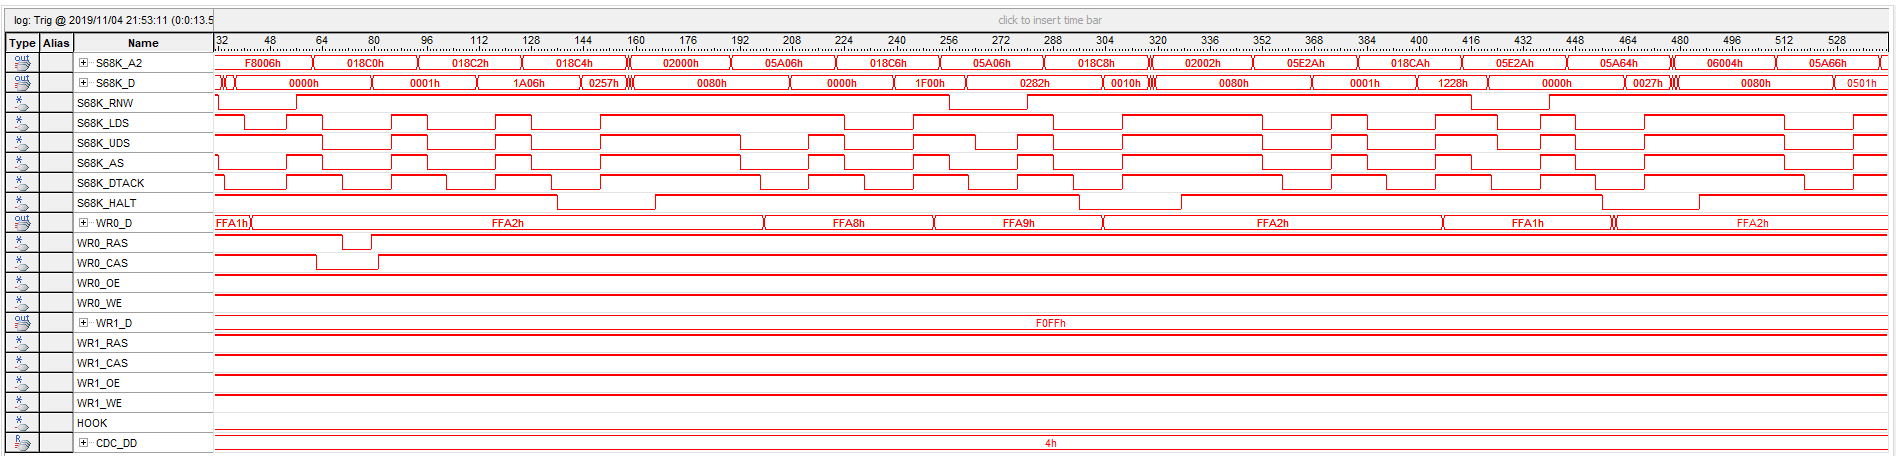 log: Trig @ 2019/11/04 21:53:11 (0:0:13.5
click to insert time bar
Type Alias Name 32 48 64 80 96 112 128 144 160 176 192 208 224 240 256 272 288 304 320 336 352 368 384 400 416 432 448 464 480 496 512 528
out S68K_A2 F8006h 018C0h 018C2h 018C4h 02000h 05A06h 018C6h 05A06h 018C8h 02002h 05E2Ah 018CAh 05E2Ah 05A64h 06004h 05A66h
out S68K_D 0000h 0001h 1A06h 0257h 0080h 0000h 1F00h 0282h 0010h 0080h 0001h 1228h 0000h 0027h 0080h 0501h
S68K_RNW
S68K_LDS
S68K_UDS
S68K_AS
S68K_DTACK
S68K_HALT
out WR0_D FFA1h FFA2h FFA8h FFA9h FFA2h FFA1h FFA2h
WR0_RAS
WR0_CAS
WR0_OE
WR0_WE
out WR1_D F0FFh
WR1_RAS
WR1_CAS
WR1_OE
WR1_WE
HOOK
R CDC_DD 4h